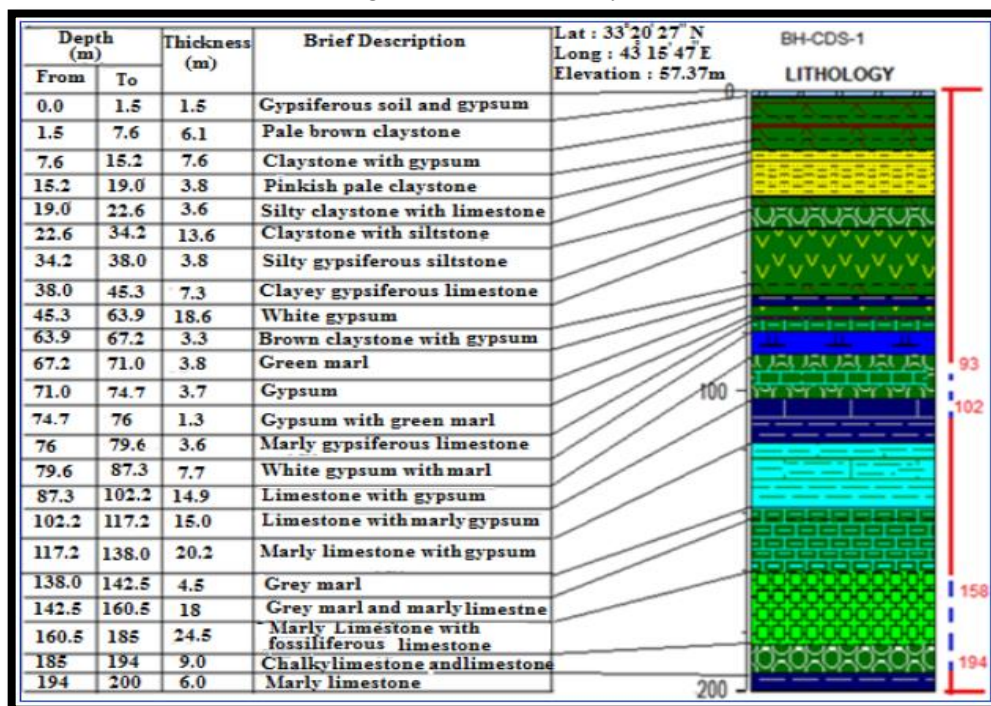 Depth (m) Thickness (m) Brief Description Lat : 33°20'27" N
Long : 43 15'47"E
Elevation : 57.37m
BH-CDS-1
LITHOLOGY
From To
0.0 1.5 1.5 Gypsiferous soil and gypsum
1.5 7.6 6.1 Pale brown claystone
7.6 15.2 7.6 Claystone with gypsum
15.2 19.0 3.8 Pinkish pale claystone
19.0 22.6 3.6 Silty claystone with limestone
22.6 34.2 13.6 Claystone with siltstone
34.2 38.0 3.8 Silty gypsiferous siltstone
38.0 45.3 7.3 Clayey gypsiferous limestone
45.3 63.9 18.6 White gypsum
63.9 67.2 3.3 Brown claystone with gypsum
67.2 71.0 3.8 Green marl
71.0 74.7 3.7 Gypsum
74.7 76 1.3 Gypsum with green marl
76 79.6 3.6 Marly gypsiferous limestone
79.6 87.3 7.7 White gypsum with marl
87.3 102.2 14.9 Limestone with gypsum
102.2 117.2 15.0 Limestone with marly gypsum
117.2 138.0 20.2 Marly limestone with gypsum
138.0 142.5 4.5 Grey marl
142.5 160.5 18 Grey marl and marly limestne
160.5 185 24.5 Marly Limestone with
fossiliferous limestone
185 194 9.0 Chalkylimestone andlimestone
194 200 6.0 Marly limestone
0
100
200
93
102
158
194